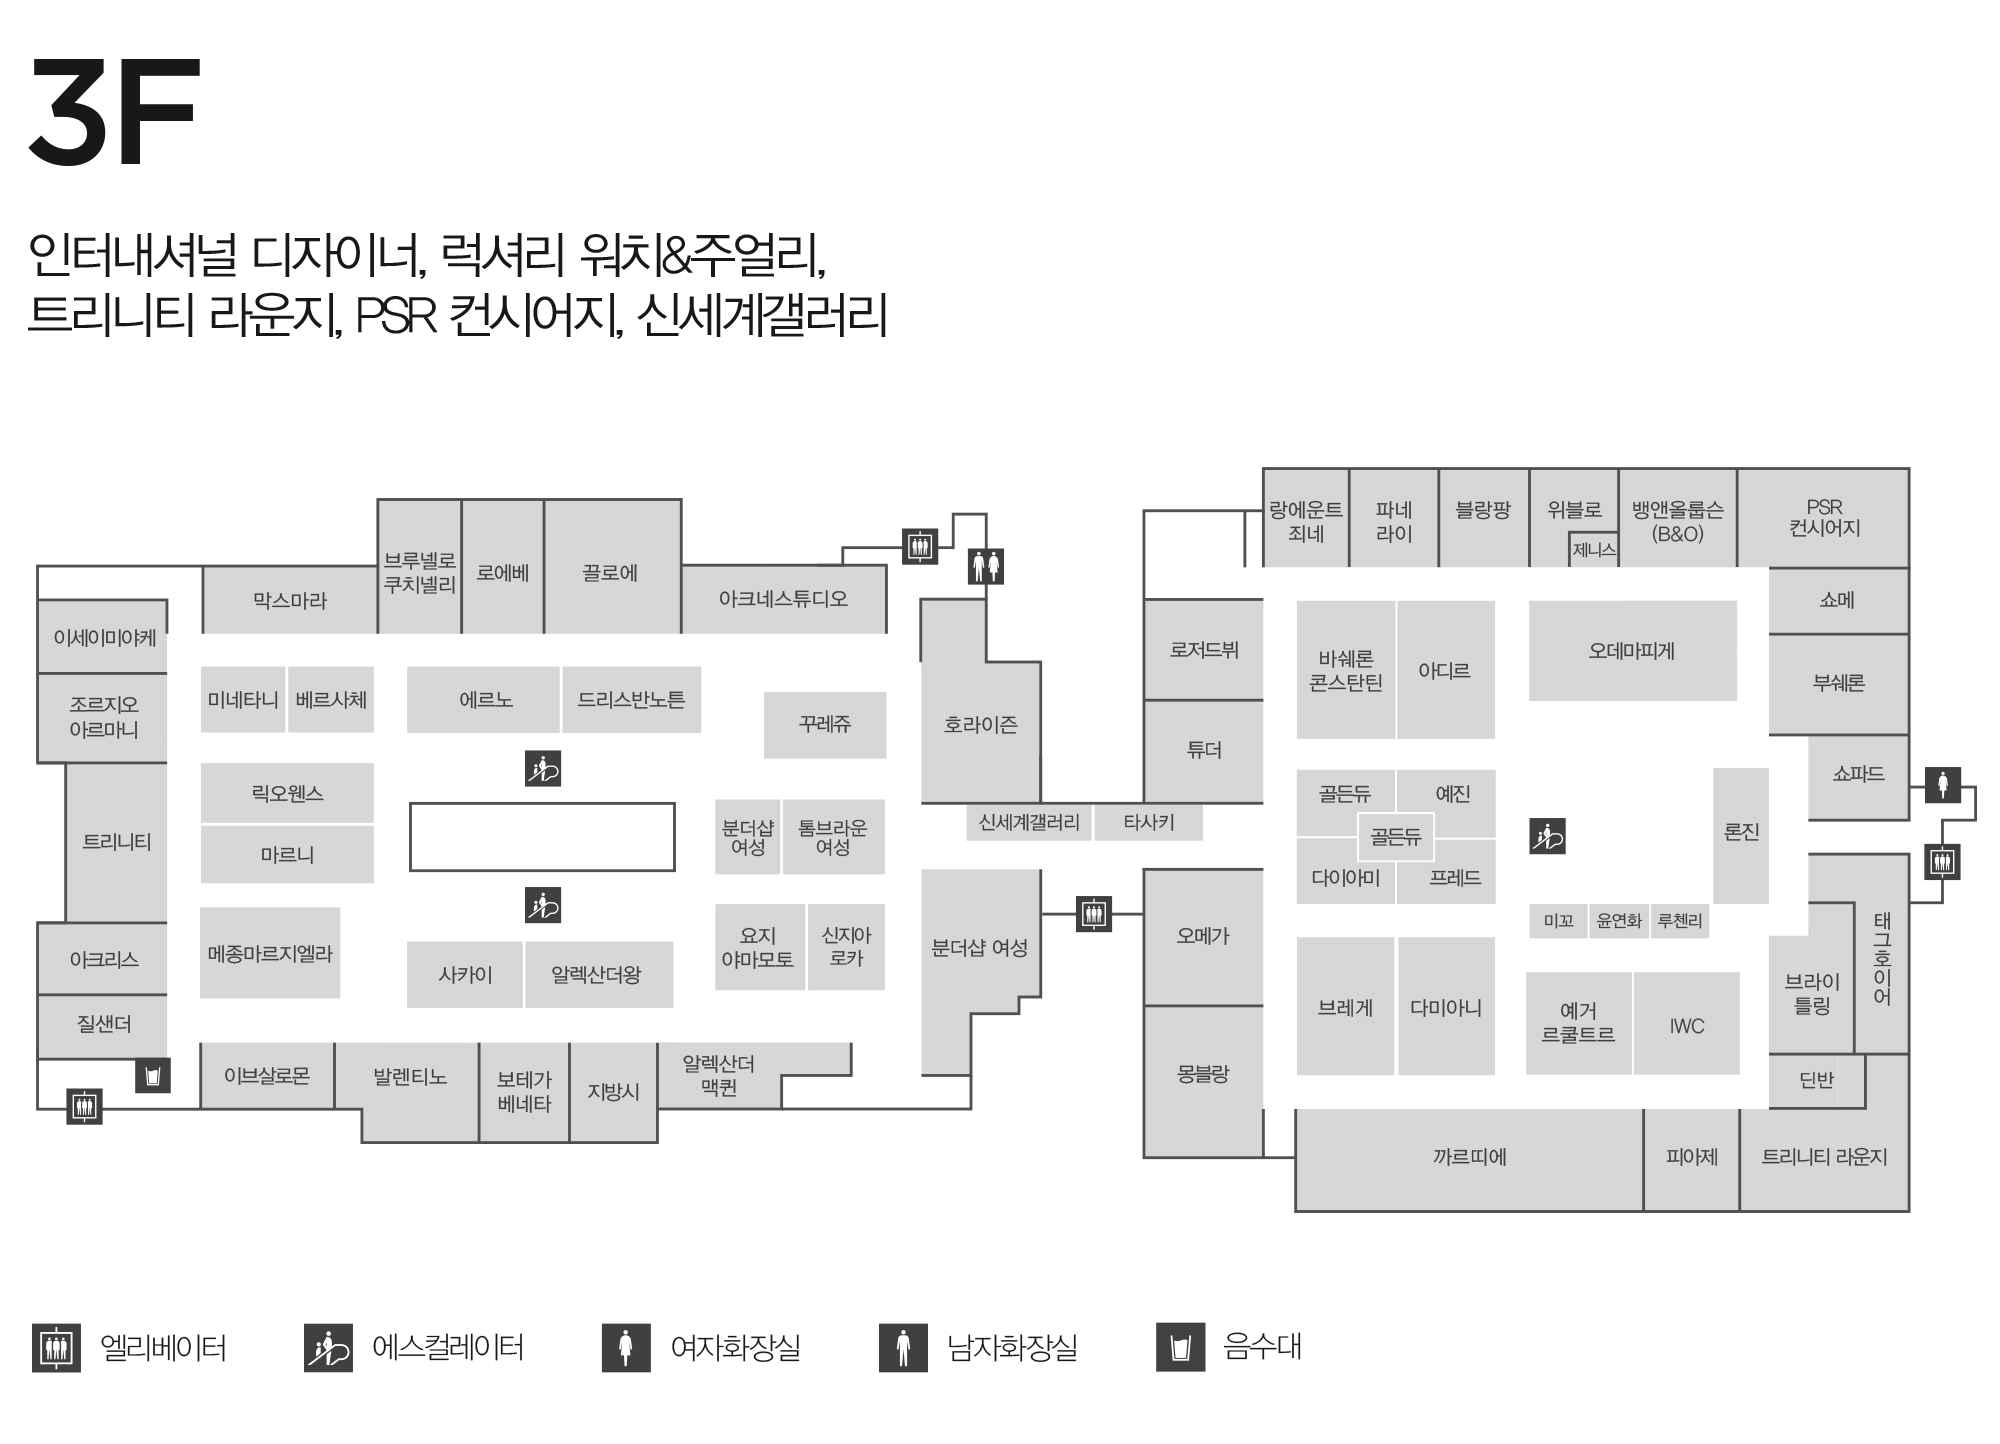 3F
인터내셔널 디자이너, 럭셔리 워치&주얼리,
트리니티 라운지, PSR 컨시어지, 신세계갤러리
브루넬로
쿠치넬리
로에베
끌로에
막스마라
아크네스튜디오
이세이미야케
조르지오
아르마니
트리니티
아크리스
질샌더
미네타니
베르사체
에르노
드리스반노튼
꾸레쥬
릭오웬스
마르니
분더샵
여성
톰브라운
여성
메종마르지엘라
사카이
알렉산더왕
요지
야마모토
신지아
로카
이브살로몬
발렌티노
보테가
베네타
지방시
알렉산더
맥퀸
호라이즌
신세계갤러리
타사키
분더샵 여성
랑에운트
죄네
파네
라이
블랑팡
위블로
제니스
뱅앤올룹슨
(B&O)
PSR
컨시어지
로저드뷔
튜더
바쉐론
콘스탄틴
아디르
오데마피게
쇼메
부쉐론
쇼파드
골든듀
예진
골든듀
다이아미
프레드
론진
미꼬
윤연화
루첸리
오메가
몽블랑
브레게
다미아니
예거
르쿨트르
IWC
브라이
틀링
태그호이어
딘반
까르띠에
피아제
트리니티 라운지
엘리베이터
에스컬레이터
여자화장실
남자화장실
음수대